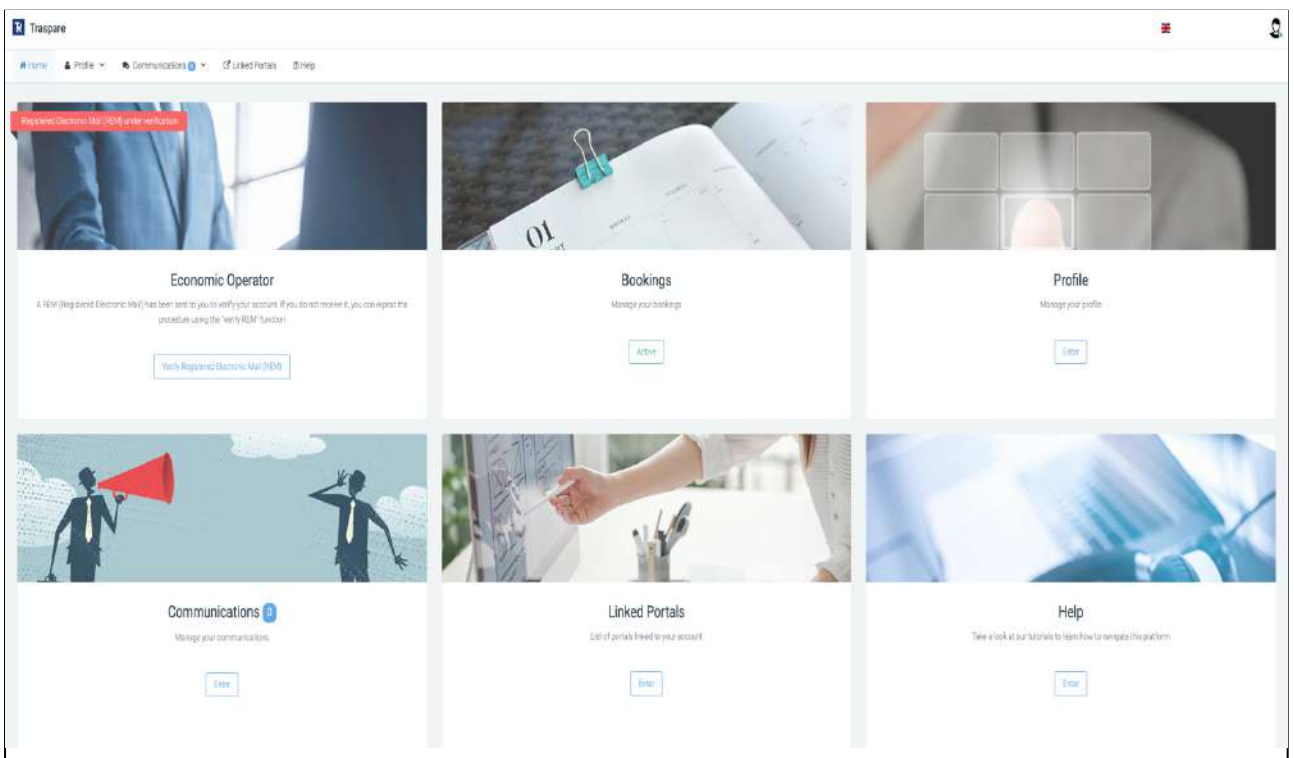 Traspare
Home Profile Communications 0 Linked Portals Help
Registered Electronic Mail (REM) under verification
01
Economic Operator
A REM (Registered Electronic Mail) has been sent to you to verify your account. If you do not receive it, you can repeat the
procedure using the "verify REM" function
Verify Registered Electronic Mail (REM)
Bookings
Manage your bookings
Active
Profile
Manage your profile
Enter
Communications 0
Manage your communications
Enter
Linked Portals
List of portals linked to your account
Enter
Help
Take a look at our tutorials to learn how to navigate this platform
Enter